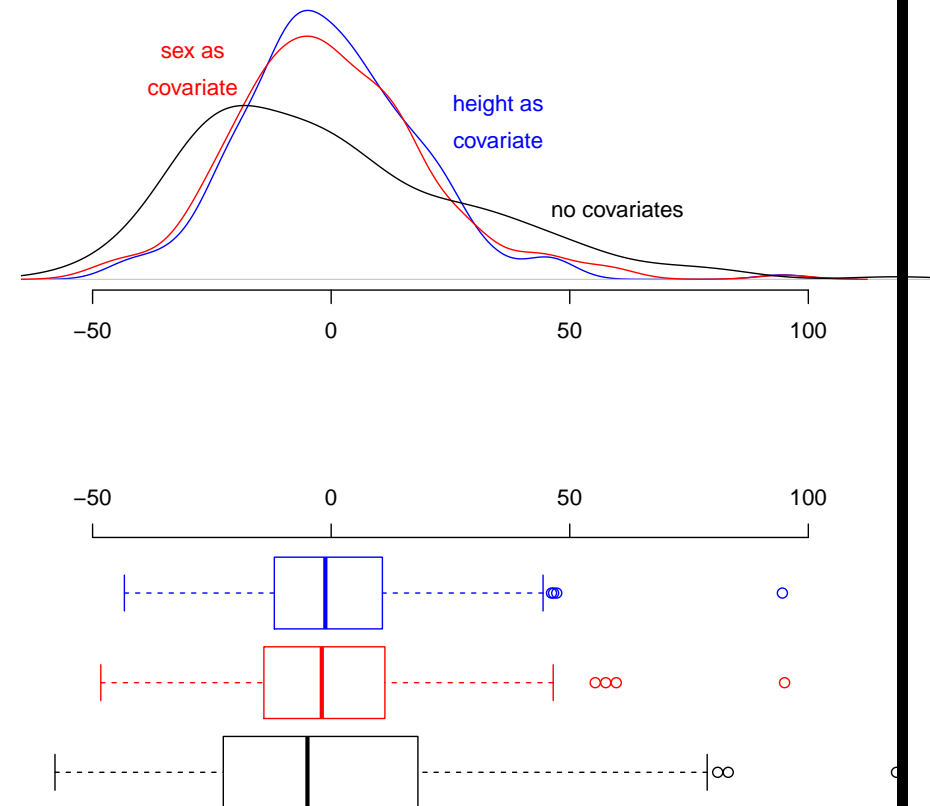 sex as
covariate
height as
covariate
no covariates
−50 0 50 100
−50 0 50 100